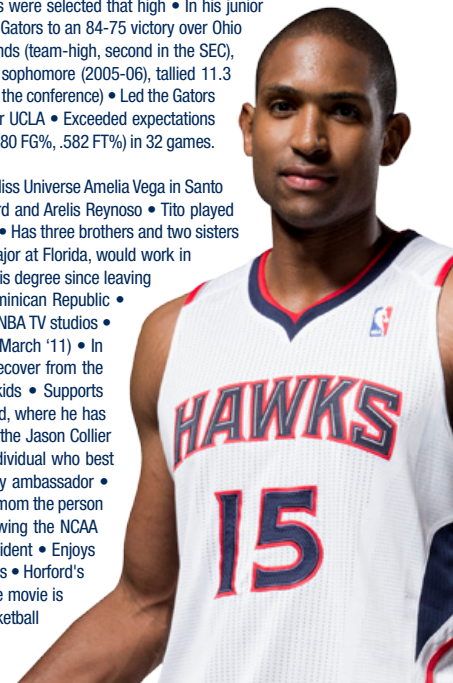 s were selected that high • In his junior
Gators to an 84-75 victory over Ohio
nds (team-high, second in the SEC),
sophomore (2005-06), tallied 11.3
the conference) • Led the Gators
r UCLA • Exceeded expectations
80 FG%, .582 FT%) in 32 games.
liss Universe Amelia Vega in Santo
rd and Arelis Reynoso • Tito played
• Has three brothers and two sisters
ajor at Florida, would work in
is degree since leaving
minican Republic •
NBA TV studios •
March ‘11) • In
ecover from the
kids • Supports
d, where he has
the Jason Collier
dividual who best
y ambassador •
mom the person
wing the NCAA
ident • Enjoys
s • Horford's
e movie is
ketball
HAWKS
15